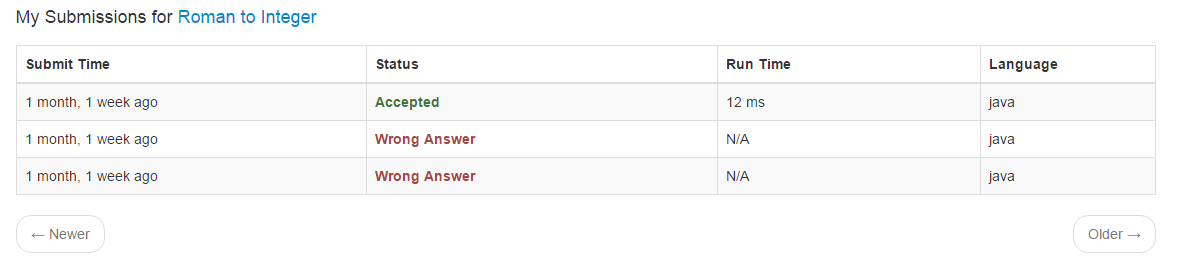 My Submissions for Roman to Integer
Submit Time Status Run Time Language
1 month, 1 week ago Accepted 12 ms java
1 month, 1 week ago Wrong Answer N/A java
1 month, 1 week ago Wrong Answer N/A java
← Newer Older →